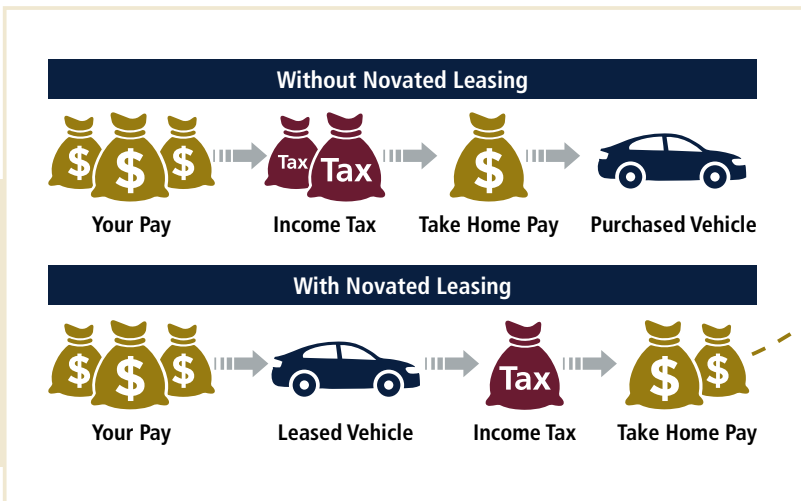 Without Novated Leasing
$ $ $ Tax Tax $
Your Pay Income Tax Take Home Pay Purchased Vehicle
With Novated Leasing
$ $ $ Tax $ $
Your Pay Leased Vehicle Income Tax Take Home Pay